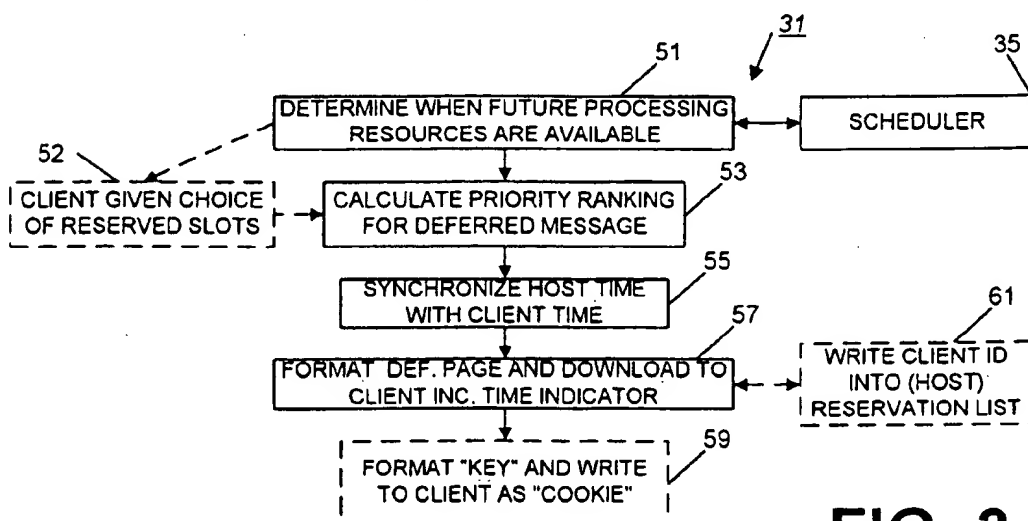 31
51
35
DETERMINE WHEN FUTURE PROCESSING
RESOURCES ARE AVAILABLE
SCHEDULER
52
CLIENT GIVEN CHOICE
OF RESERVED SLOTS
53
CALCULATE PRIORITY RANKING
FOR DEFERRED MESSAGE
55
SYNCHRONIZE HOST TIME
WITH CLIENT TIME
57
FORMAT DEF. PAGE AND DOWNLOAD TO
CLIENT INC. TIME INDICATOR
61
WRITE CLIENT ID
INTO (HOST)
RESERVATION LIST
59
FORMAT "KEY" AND WRITE
TO CLIENT AS "COOKIE"